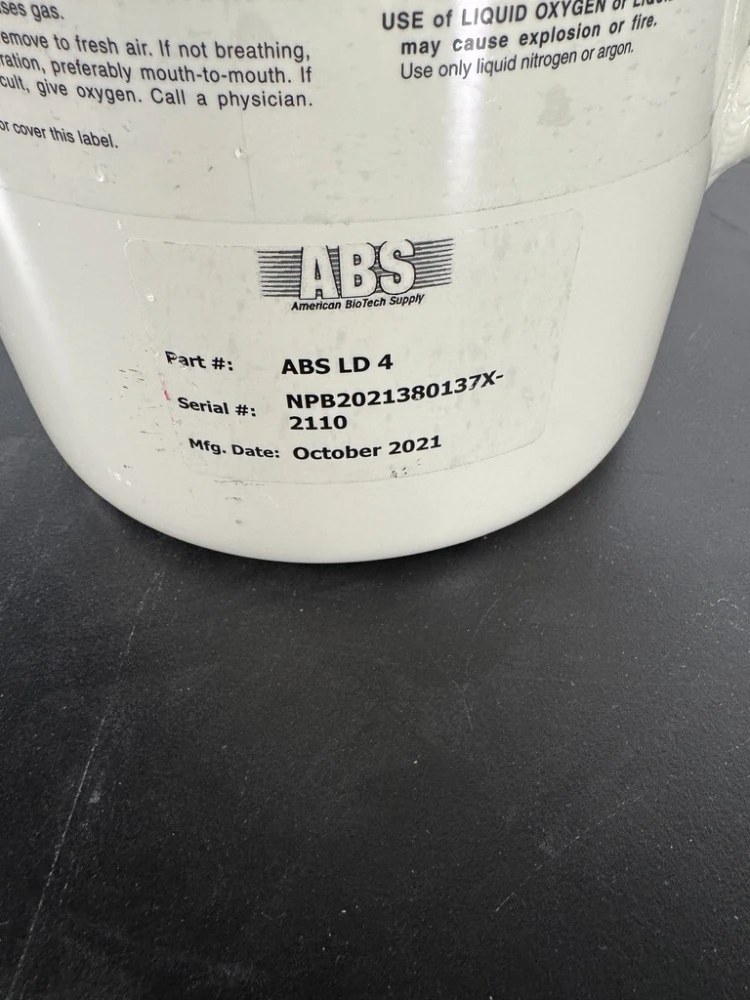 ses gas.
emove to fresh air. If not breathing,
ration, preferably mouth-to-mouth. If
cult, give oxygen. Call a physician.
or cover this label.
USE of LIQUID OXYGEN or
may cause explosion or fire.
Use only liquid nitrogen or argon.
ABS
American BioTech Supply
Part #: ABS LD 4
Serial #: NPB2021380137X-
2110
Mfg. Date: October 2021